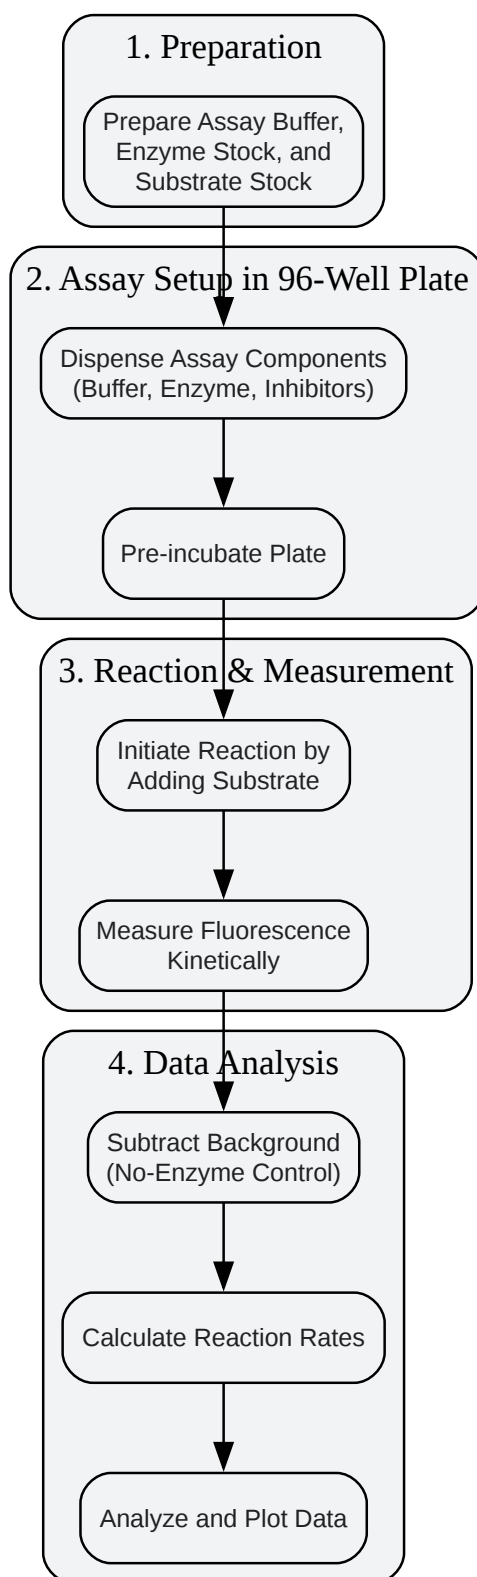 1. Preparation
Prepare Assay Buffer,
Enzyme Stock, and
Substrate Stock
2. Assay Setup in 96-Well Plate
Dispense Assay Components
(Buffer, Enzyme, Inhibitors)
Pre-incubate Plate
3. Reaction & Measurement
Initiate Reaction by
Adding Substrate
Measure Fluorescence
Kinetically
4. Data Analysis
Subtract Background
(No-Enzyme Control)
Calculate Reaction Rates
Analyze and Plot Data